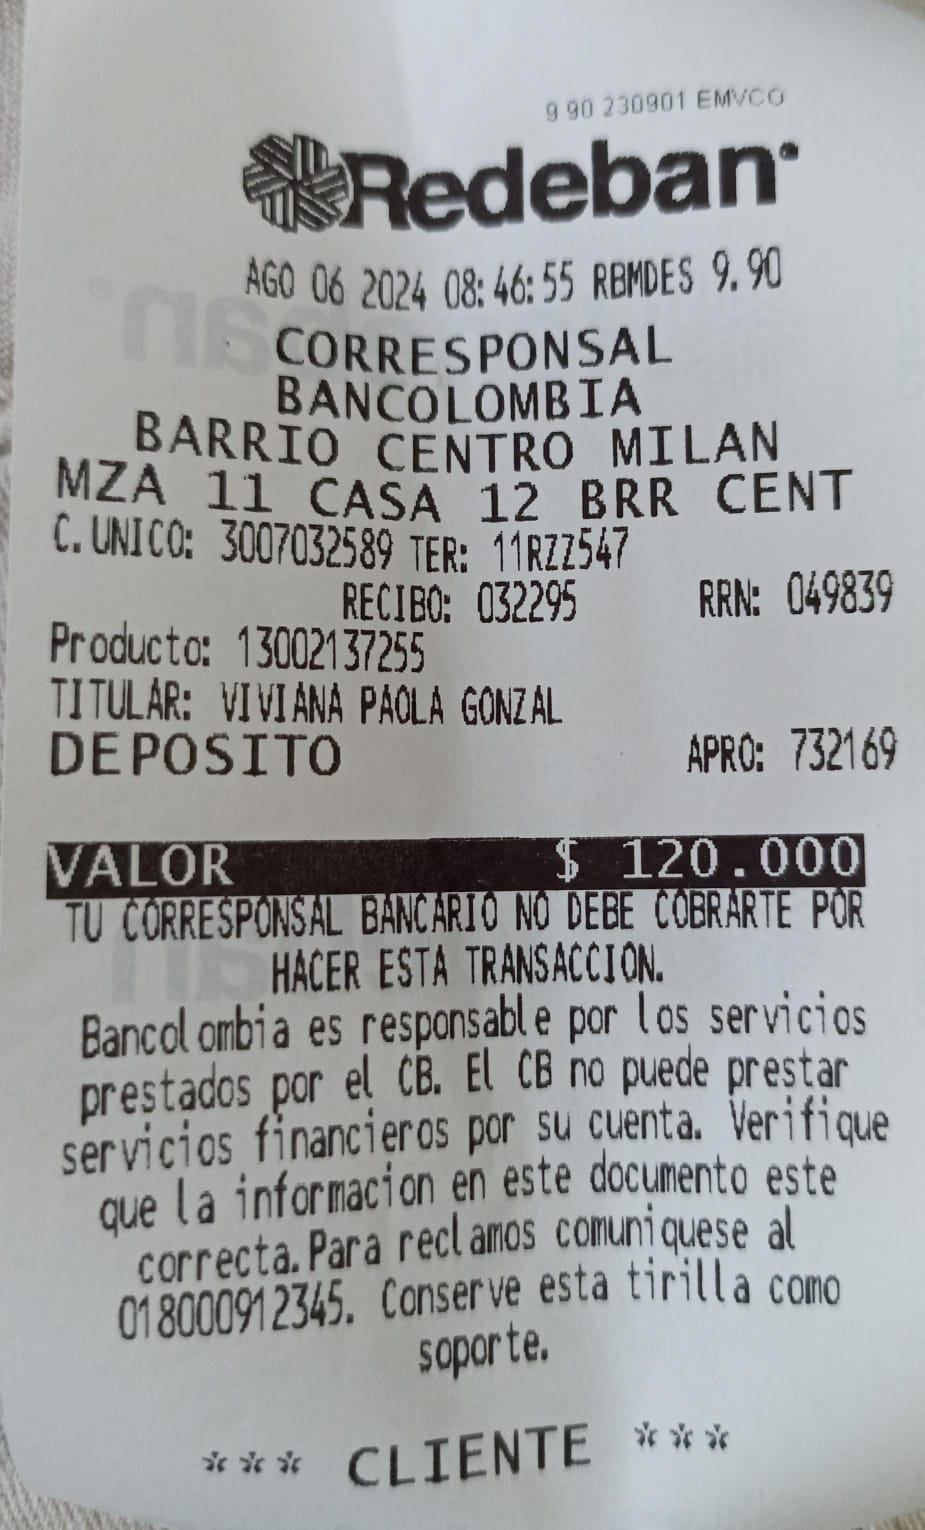 9 90 230901 EMVCO
Redeban
AGO 06 2024 08:46:55 RBMDES 9.90
CORRESPONSAL
BANCOLOMBIA
BARRIO CENTRO MILAN
MZA 11 CASA 12 BRR CENT
C. UNICO: 3007032589 TER: 11RZZ547
RECIBO: 032295 RRN: 049839
Producto: 13002137255
TITULAR: VIVIANA PAOLA GONZAL
DEPOSITO APRO: 732169
VALOR $ 120.000
TU CORRESPONSAL BANCARIO NO DEBE COBRARTE POR
HACER ESTA TRANSACCION.
Bancolombia es responsable por los servicios
prestados por el CB. El CB no puede prestar
servicios financieros por su cuenta. Verifique
que la informacion en este documento este
correcta.Para reclamos comuniquese al
018000912345. Conserve esta tirilla como
soporte.
*** CLIENTE ***